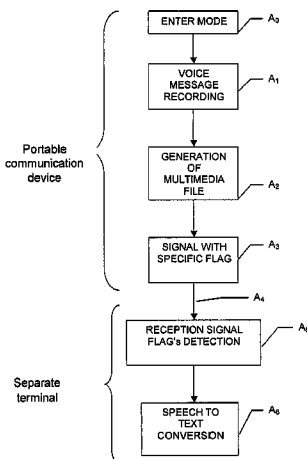 ENTER MODE
A0
VOICE
MESSAGE
RECORDING
A1
Portable
communication
device
GENERATION
OF
MULTIMEDIA
FILE
A2
SIGNAL WITH
SPECIFIC FLAG
A3
A4
RECEPTION SIGNAL
FLAG's DETECTION
Separate
terminal
SPEECH TO
TEXT
CONVERSION
A6